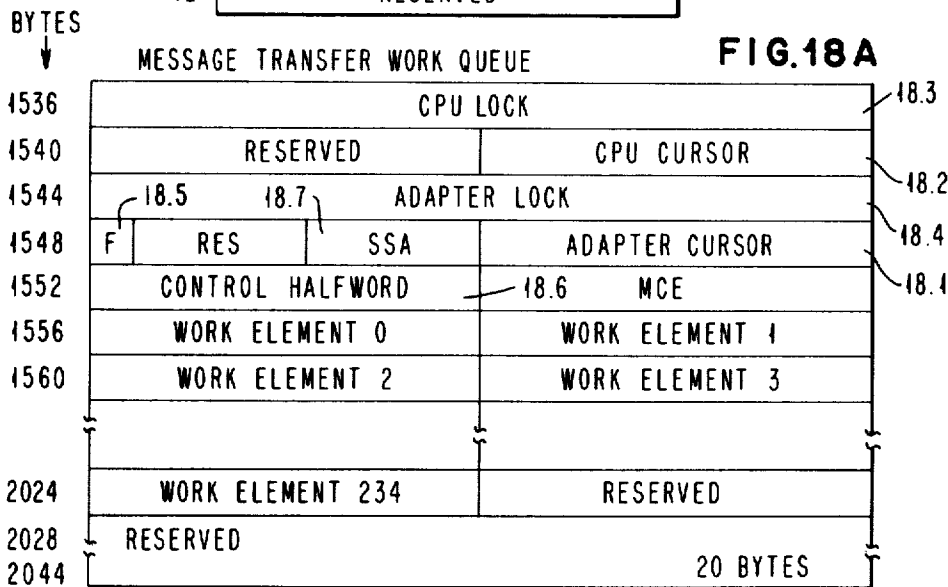 RESERVED
BYTES
MESSAGE TRANSFER WORK QUEUE
FIG.18A
1536 CPU LOCK 18.3
1540 RESERVED CPU CURSOR 18.2
1544 18.5 18.7 ADAPTER LOCK 18.4
1548 F RES SSA ADAPTER CURSOR 18.1
1552 CONTROL HALFWORD 18.6 MCE
1556 WORK ELEMENT 0 WORK ELEMENT 1
1560 WORK ELEMENT 2 WORK ELEMENT 3
2024 WORK ELEMENT 234 RESERVED
2028 RESERVED
2044 20 BYTES